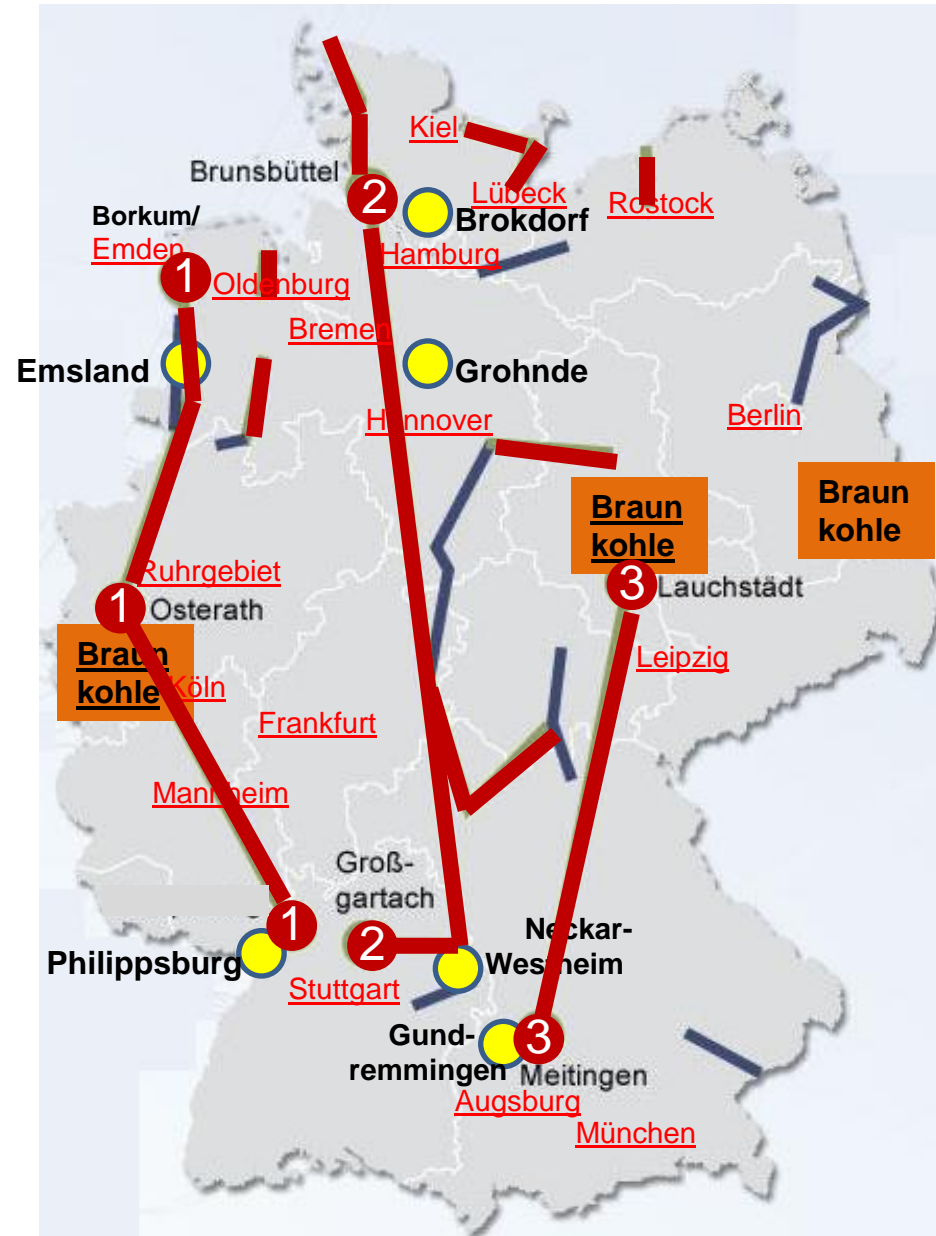 Kiel
Brunsbüttel
2
Lübeck
Rostock
Borkum/
Emden
Brokdorf
Hamburg
1
Oldenburg
Bremen
Emsland
Grohnde
Hannover
Berlin
Braun
kohle
Braun
kohle
Ruhrgebiet
3
Lauchstädt
1
Osterath
Braun
kohle
Köln
Leipzig
Frankfurt
Mannheim
Groß-
gartach
1
2
Neckar-
Westheim
Philippsburg
Stuttgart
Gund-
remmingen
3
Meitingen
Augsburg
München